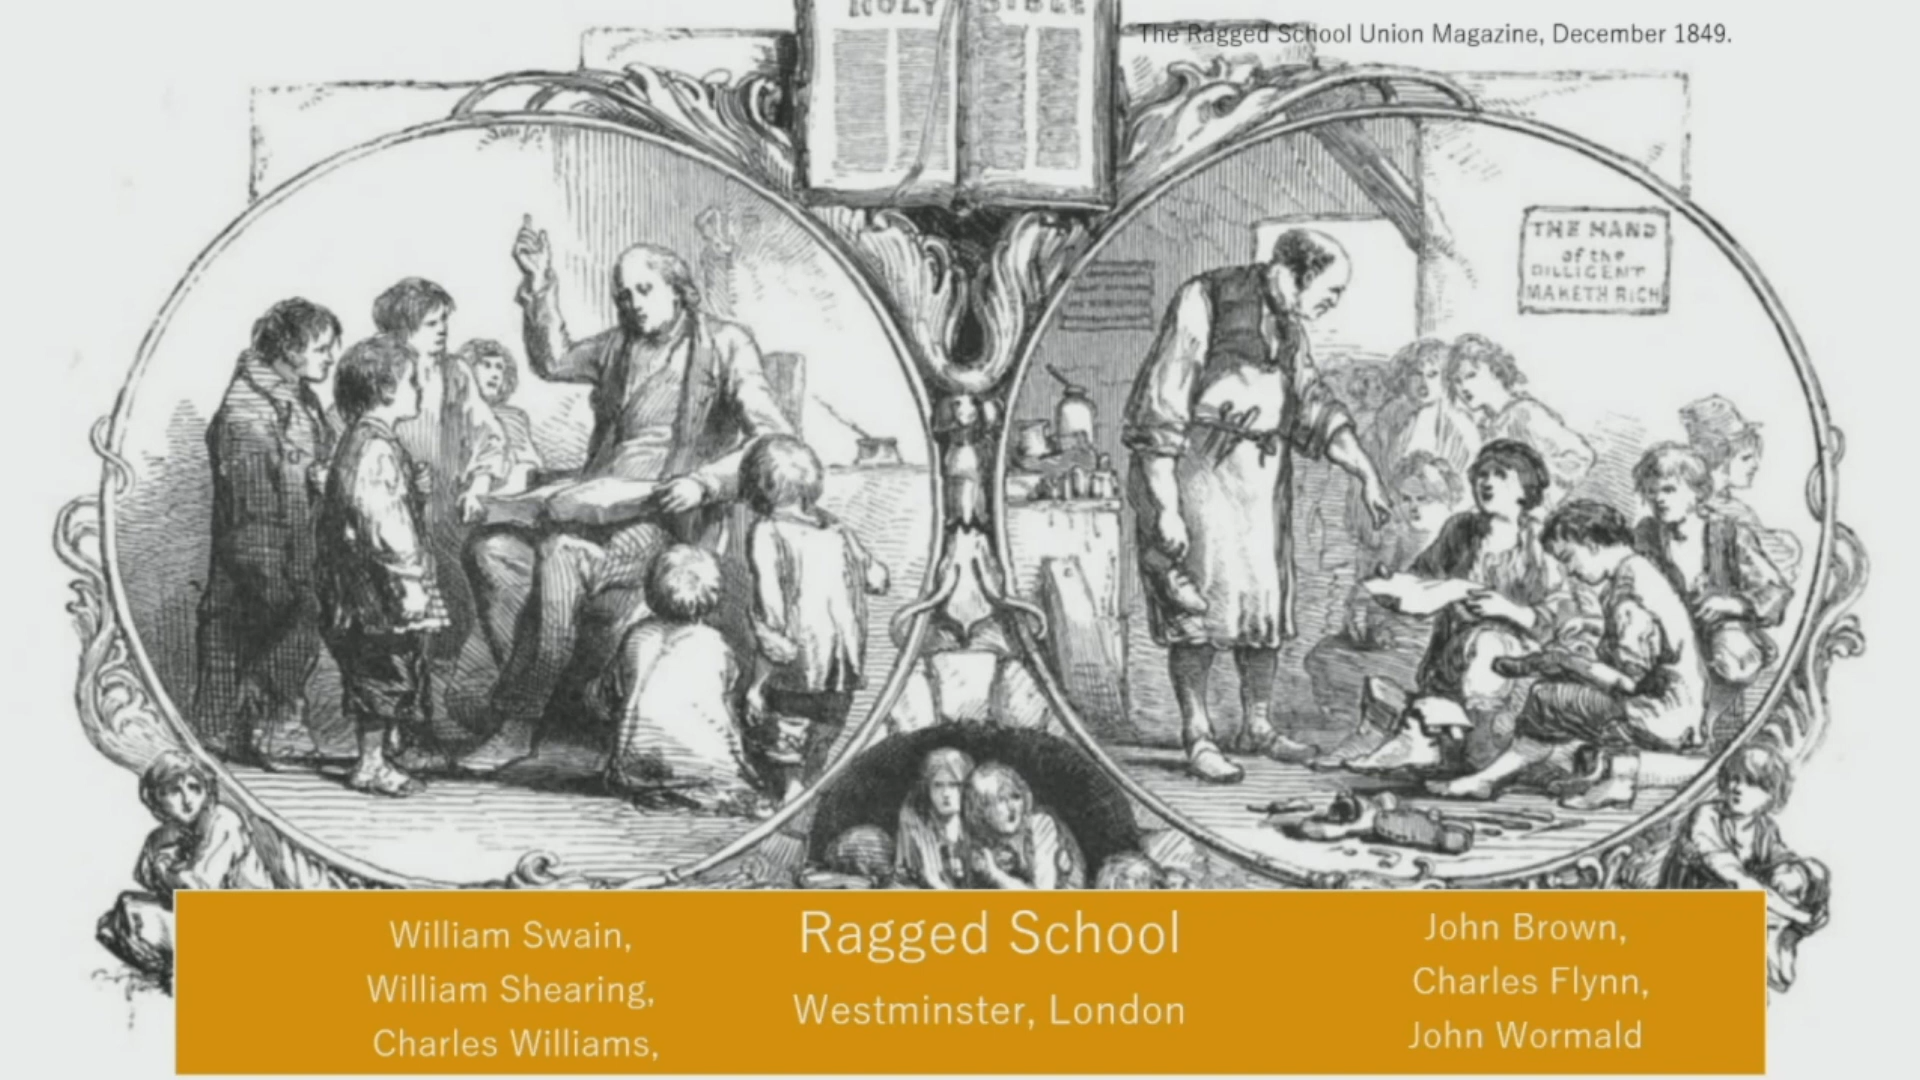 HOLY BIBLE
The Ragged School Union Magazine, December 1849.
THE HAND
of the
DILLIGENT
MAKETH RICH
William Swain,
William Shearing,
Charles Williams,
Ragged School
Westminster, London
John Brown,
Charles Flynn,
John Wormald